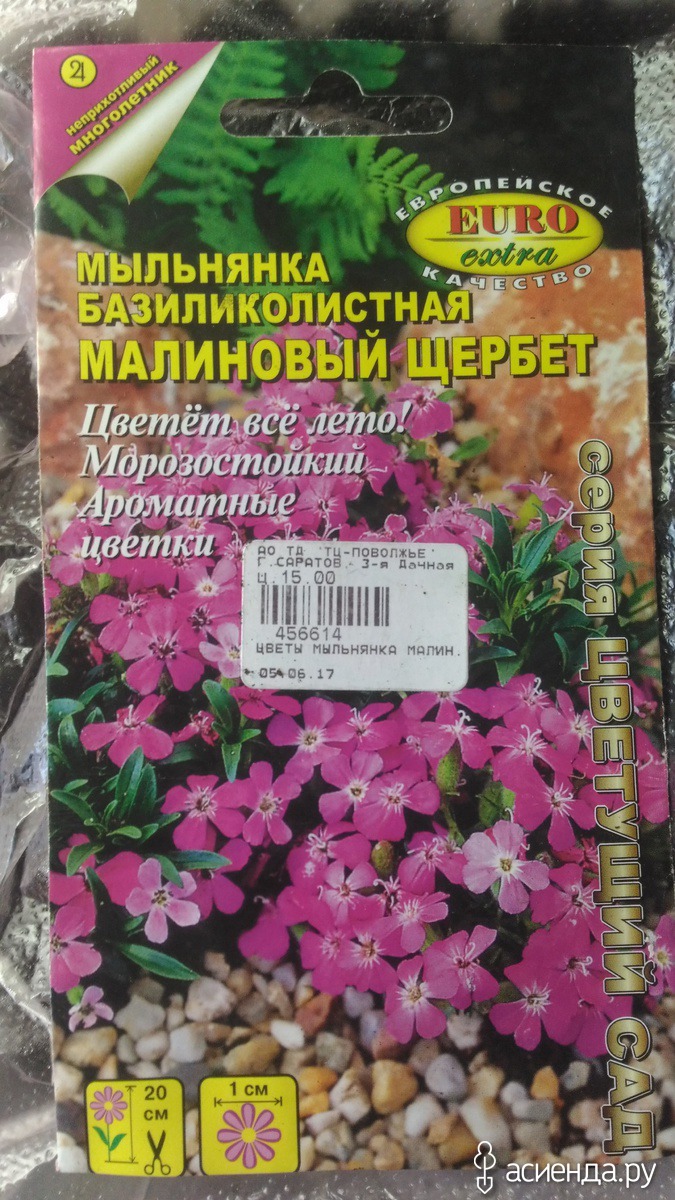 неприхотливый
многолетник
ЕВРОПЕЙСКОЕ
EURO
extra
КАЧЕСТВО
МЫЛЬНЯНКА
БАЗИЛИКОЛИСТНАЯ
МАЛИНОВЫЙ ЩЕРБЕТ
Цветёт всё лето!
Морозостойкий
Ароматные
цветки
серия ЦВЕТУЩИЙ САД
АО ТД "ТЦ-ПОВОЛЖЬЕ"
Г.САРАТОВ- 3-я Дачная
Ц.15.00
456614
ЦВЕТЫ МЫЛЬНЯНКА МАЛИН.
05.06.17
20
см
1 см
асиенда.ру